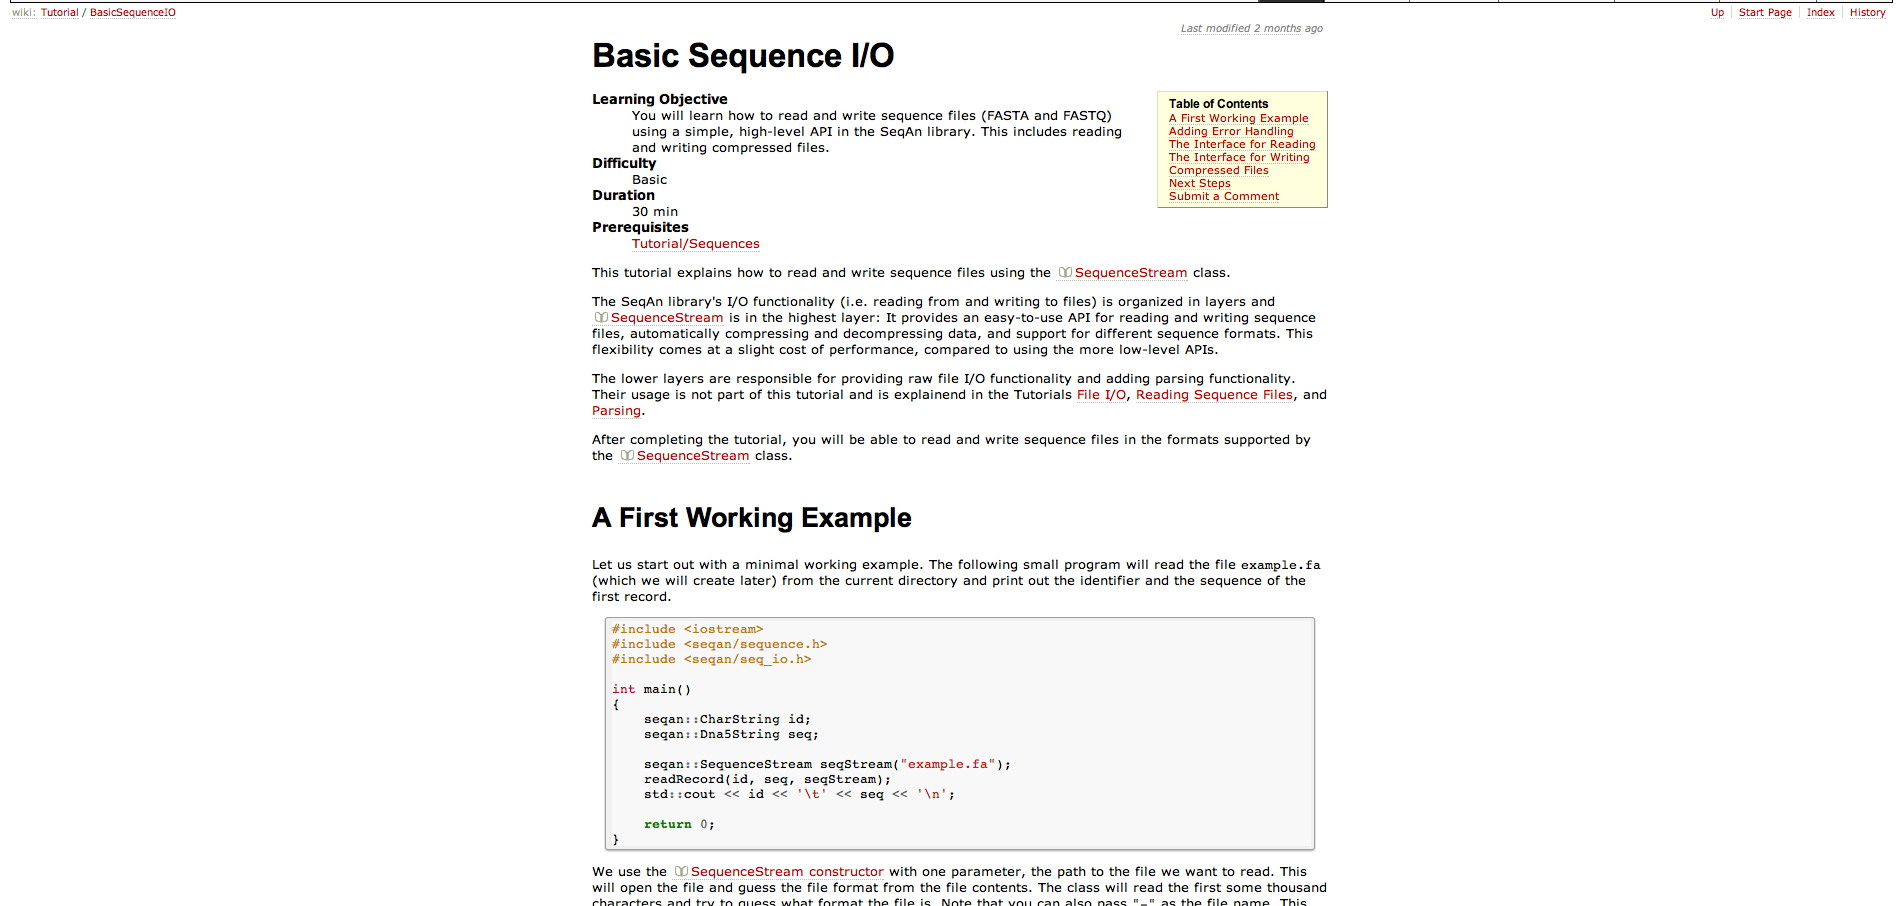 wiki: Tutorial / BasicSequenceIO
Up Start Page Index History
Last modified 2 months ago
Basic Sequence I/O
Learning Objective
You will learn how to read and write sequence files (FASTA and FASTQ)
using a simple, high-level API in the SeqAn library. This includes reading
and writing compressed files.
Difficulty
Basic
Duration
30 min
Prerequisites
Tutorial/Sequences
Table of Contents
A First Working Example
Adding Error Handling
The Interface for Reading
The Interface for Writing
Compressed Files
Next Steps
Submit a Comment
This tutorial explains how to read and write sequence files using the SequenceStream class.
The SeqAn library's I/O functionality (i.e. reading from and writing to files) is organized in layers and
SequenceStream is in the highest layer: It provides an easy-to-use API for reading and writing sequence
files, automatically compressing and decompressing data, and support for different sequence formats. This
flexibility comes at a slight cost of performance, compared to using the more low-level APIs.
The lower layers are responsible for providing raw file I/O functionality and adding parsing functionality.
Their usage is not part of this tutorial and is explainend in the Tutorials File I/O, Reading Sequence Files, and
Parsing.
After completing the tutorial, you will be able to read and write sequence files in the formats supported by
the SequenceStream class.
A First Working Example
Let us start out with a minimal working example. The following small program will read the file example.fa
(which we will create later) from the current directory and print out the identifier and the sequence of the
first record.
#include <iostream>
#include <seqan/sequence.h>
#include <seqan/seq_io.h>
int main()
{
    seqan::CharString id;
    seqan::Dna5String seq;
    seqan::SequenceStream seqStream("example.fa");
    readRecord(id, seq, seqStream);
    std::cout << id << '\t' << seq << '\n';
    return 0;
}
We use the SequenceStream constructor with one parameter, the path to the file we want to read. This
will open the file and guess the file format from the file contents. The class will read the first some thousand
characters and try to guess what format the file is. Note that you can also pass "-" as the file name. This